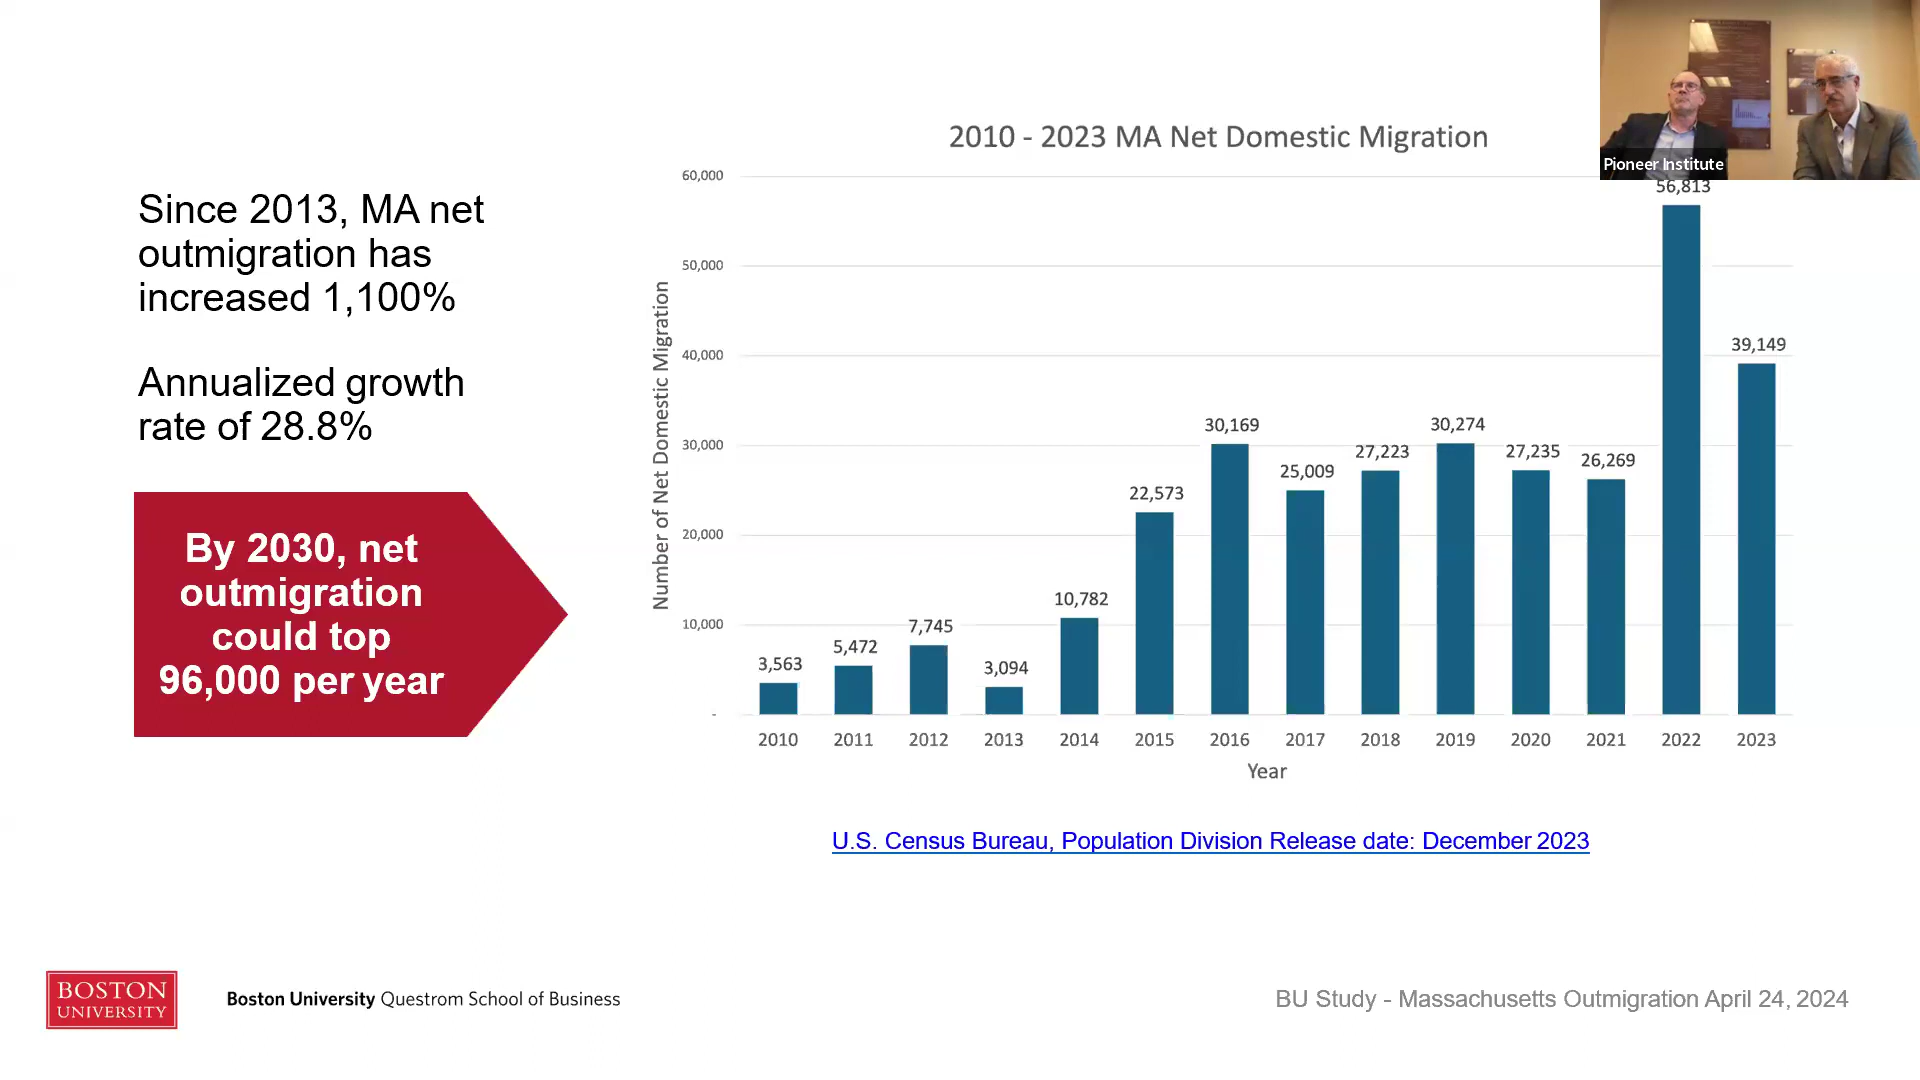 2010 - 2023 MA Net Domestic Migration
Pioneer Institute
Since 2013, MA net
outmigration has
increased 1,100%
Annualized growth
rate of 28.8%
By 2030, net
outmigration
could top
96,000 per year
Number of Net Domestic Migration
60,000
50,000
40,000
30,000
20,000
10,000
-
3,563
5,472
7,745
3,094
10,782
22,573
30,169
25,009
27,223
30,274
27,235
26,269
56,813
39,149
2010 2011 2012 2013 2014 2015 2016 2017 2018 2019 2020 2021 2022 2023
Year
U.S. Census Bureau, Population Division Release date: December 2023
BOSTON
UNIVERSITY
Boston University Questrom School of Business
BU Study - Massachusetts Outmigration April 24, 2024